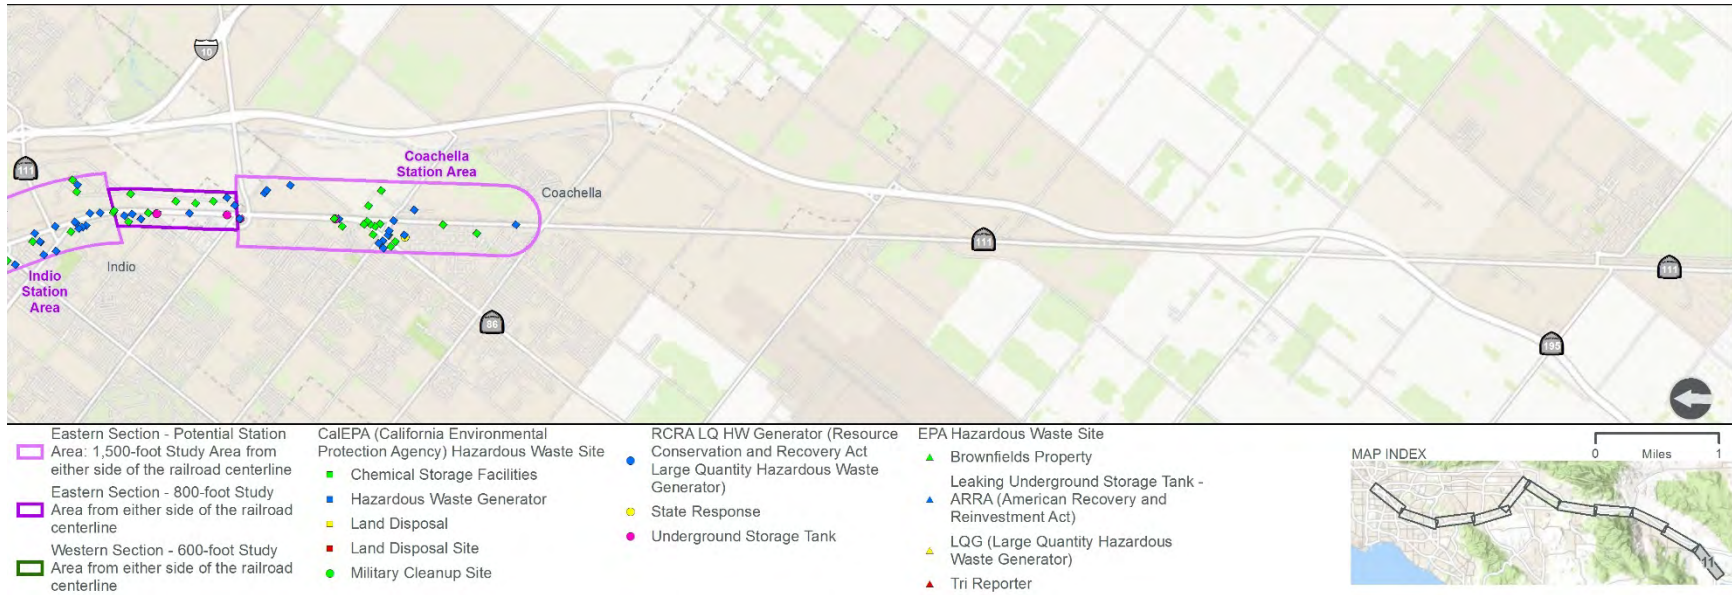 10
111
Coachella
Station Area
Coachella
Indio
Indio
Station
Area
111
111
86
195
Eastern Section - Potential Station
Area: 1,500-foot Study Area from
either side of the railroad centerline
Eastern Section - 800-foot Study
Area from either side of the railroad
centerline
Western Section - 600-foot Study
Area from either side of the railroad
centerline
CalEPA (California Environmental
Protection Agency) Hazardous Waste Site
Chemical Storage Facilities
Hazardous Waste Generator
Land Disposal
Land Disposal Site
Military Cleanup Site
RCRA LQ HW Generator (Resource
Conservation and Recovery Act
Large Quantity Hazardous Waste
Generator)
State Response
Underground Storage Tank
EPA Hazardous Waste Site
Brownfields Property
Leaking Underground Storage Tank -
ARRA (American Recovery and
Reinvestment Act)
LQG (Large Quantity Hazardous
Waste Generator)
Tri Reporter
MAP INDEX
0 Miles 1
11